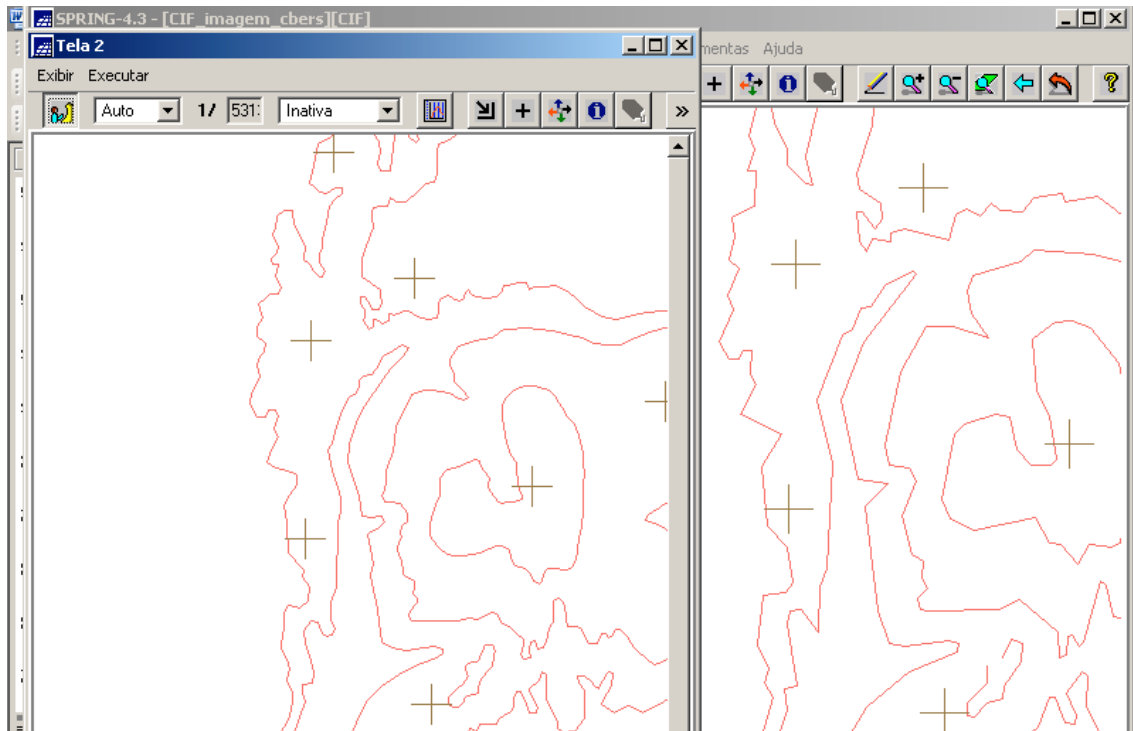 SPRING-4.3 - [CIF_imagem_cbers][CIF]
Tela 2
mentas Ajuda
Exibir Executar
Auto 1/ 531: Inativa »